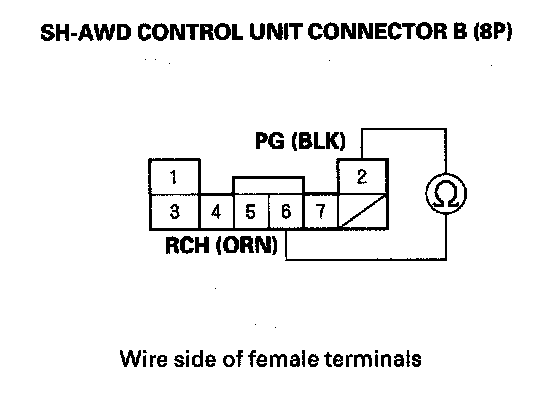 SH-AWD CONTROL UNIT CONNECTOR B (8P)
PG (BLK)
1 2
3 4 5 6 7
Ω
RCH (ORN)
Wire side of female terminals